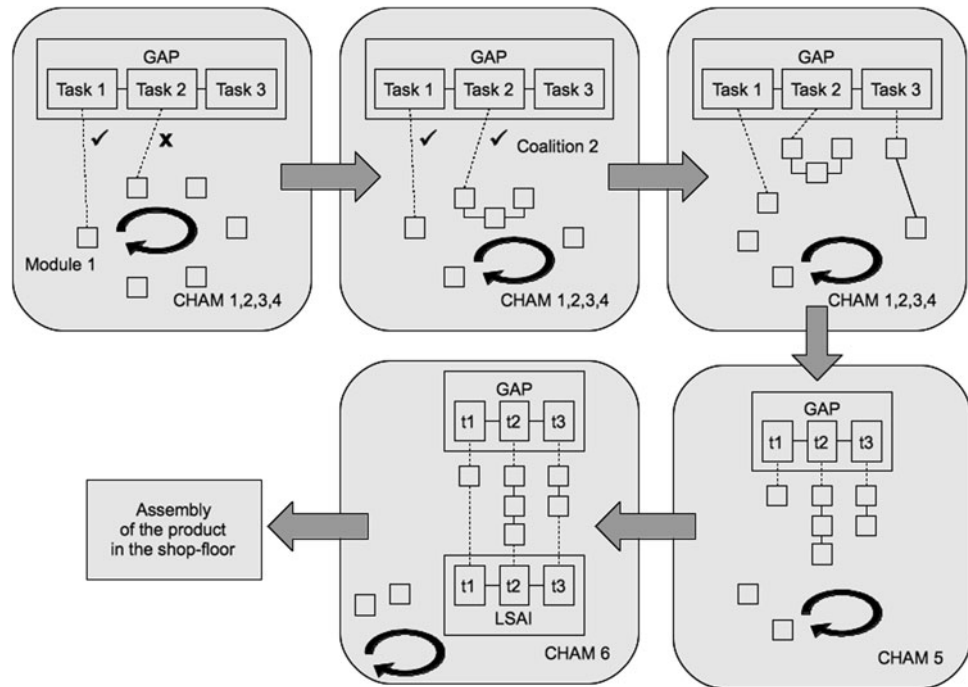 GAP
Task 1
Task 2
Task 3
✓
x
Module 1
CHAM 1,2,3,4
GAP
Task 1
Task 2
Task 3
✓
✓
Coalition 2
CHAM 1,2,3,4
GAP
Task 1
Task 2
Task 3
CHAM 1,2,3,4
GAP
t1
t2
t3
CHAM 5
GAP
t1
t2
t3
t1
t2
t3
LSAI
CHAM 6
Assembly
of the product
in the shop-floor